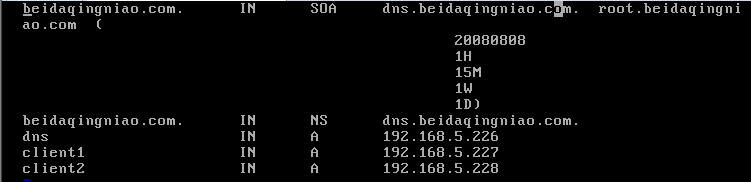 beidaqingniao.com. IN SOA dns.beidaqingniao.com. root.beidaqingni
ao.com (
20080808
1H
15M
1W
1D)
beidaqingniao.com. IN NS dns.beidaqingniao.com.
dns IN A 192.168.5.226
client1 IN A 192.168.5.227
client2 IN A 192.168.5.228